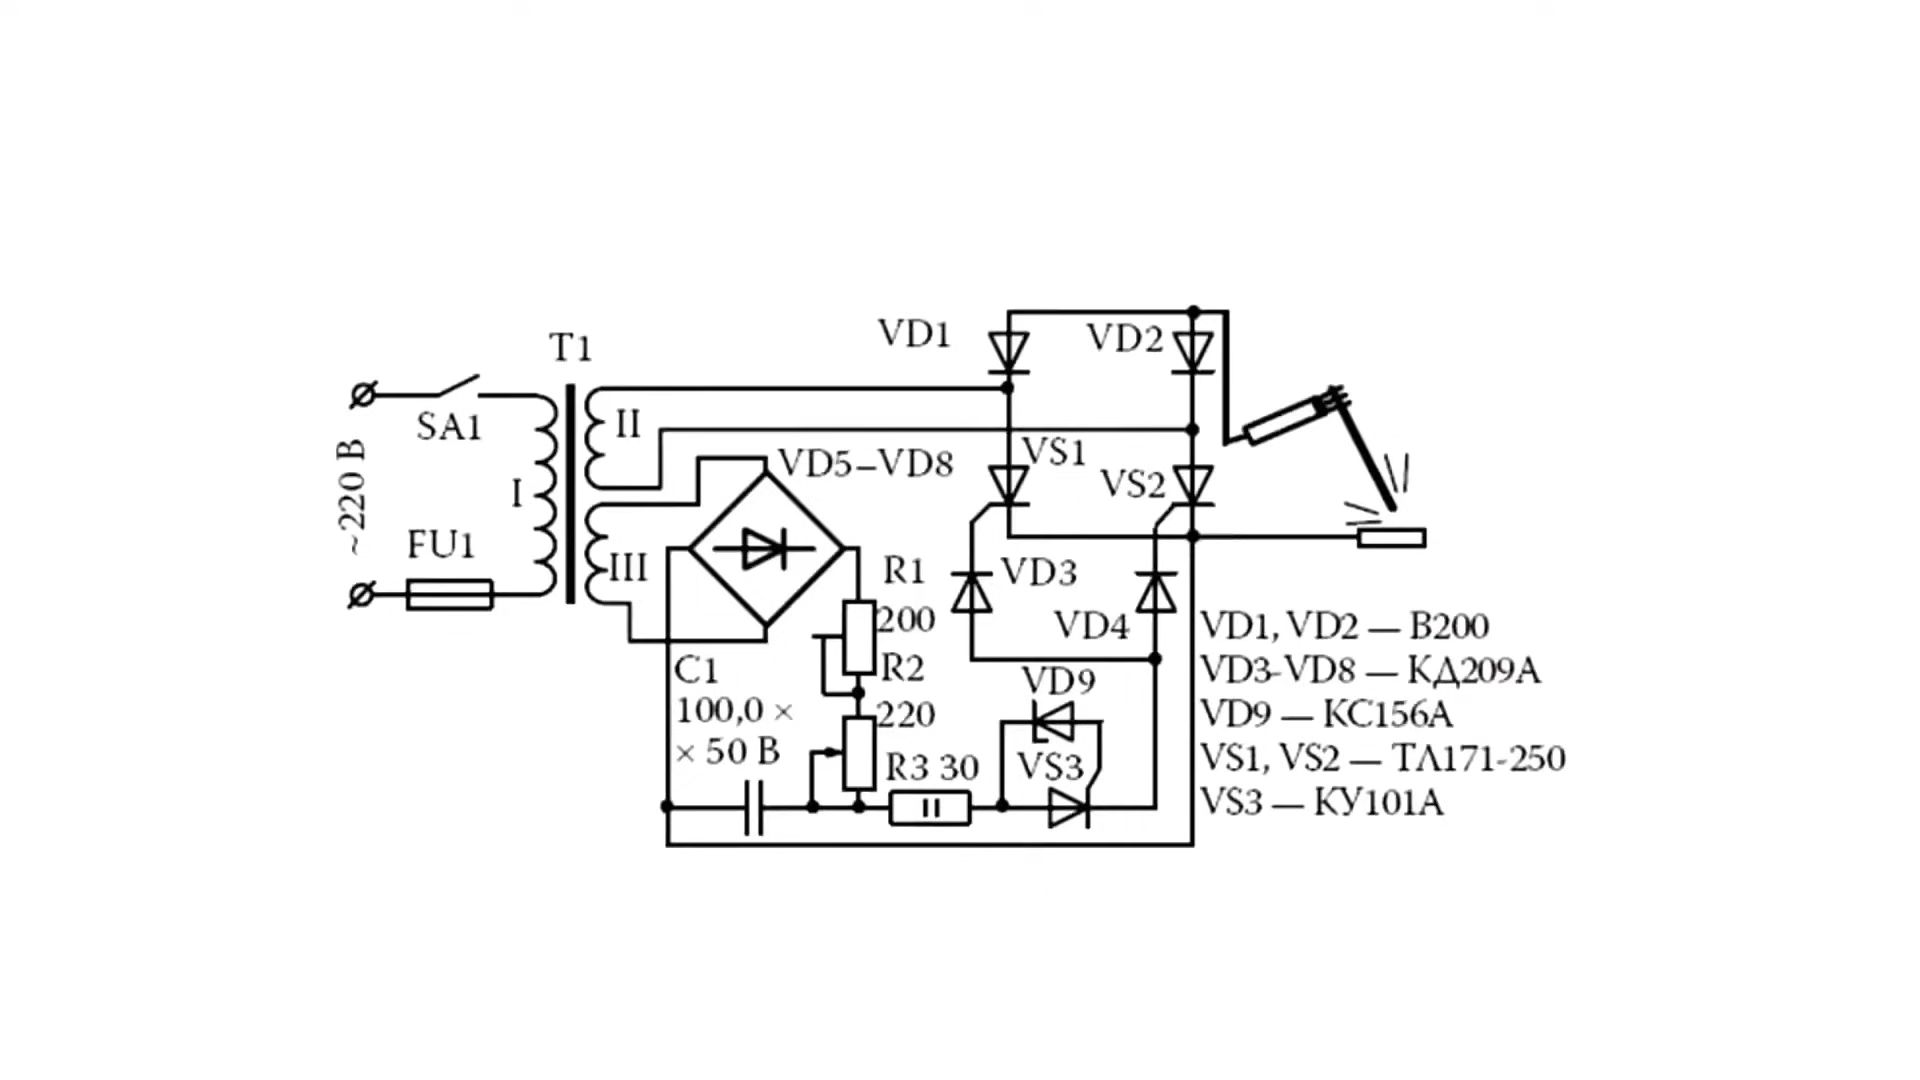 T1
SA1
~220 В
I
FU1
II
III
VD1
VD2
VS1
VS2
VD5–VD8
R1
200
R2
220
VD3
VD4
C1
100,0 ×
× 50 В
R3 30
VD9
VS3
VD1, VD2 — В200
VD3-VD8 — КД209А
VD9 — КС156А
VS1, VS2 — ТЛ171-250
VS3 — КУ101А